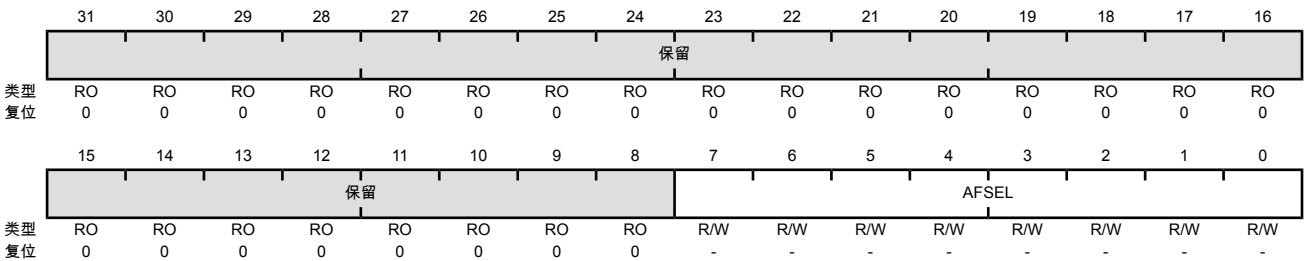 31 30 29 28 27 26 25 24 23 22 21 20 19 18 17 16
保留
类型 RO RO RO RO RO RO RO RO RO RO RO RO RO RO RO RO
复位 0 0 0 0 0 0 0 0 0 0 0 0 0 0 0 0
15 14 13 12 11 10 9 8 7 6 5 4 3 2 1 0
保留 AFSEL
类型 RO RO RO RO RO RO RO RO R/W R/W R/W R/W R/W R/W R/W R/W
复位 0 0 0 0 0 0 0 0 - - - - - - - -